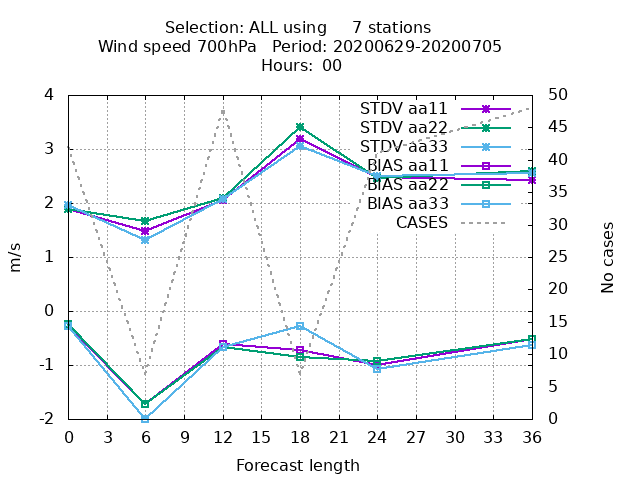 Selection: ALL using     7 stations
Wind speed 700hPa   Period: 20200629-20200705
Hours: 00
4
3
2
1
0
-1
-2
m/s
STDV aa11
STDV aa22
STDV aa33
BIAS aa11
BIAS aa22
BIAS aa33
CASES
50
45
40
35
30
25
20
15
10
5
0
No cases
0 3 6 9 12 15 18 21 24 27 30 33 36
Forecast length